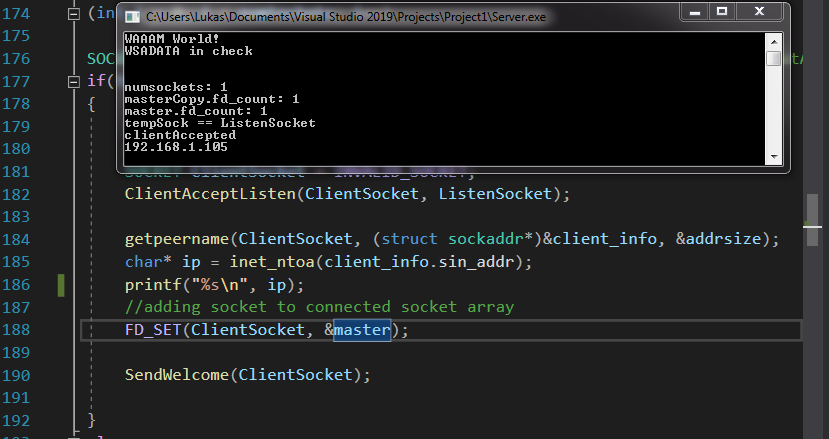 C:\Users\Lukas\Documents\Visual Studio 2019\Projects\Project1\Server.exe
WAAAM World!
WSADATA in check
numsockets: 1
masterCopy.fd_count: 1
master.fd_count: 1
tempSock == ListenSocket
clientAccepted
192.168.1.105
174 (in
175
176 SOC
177 if(
178 {
179
180
181 SOCKET ClientSocket = INVALID_SOCKET;
182 ClientAcceptListen(ClientSocket, ListenSocket);
183
184 getpeername(ClientSocket, (struct sockaddr*)&client_info, &addrsize);
185 char* ip = inet_ntoa(client_info.sin_addr);
186 printf("%s\n", ip);
187 //adding socket to connected socket array
188 FD_SET(ClientSocket, &master);
189
190 SendWelcome(ClientSocket);
191
192 }